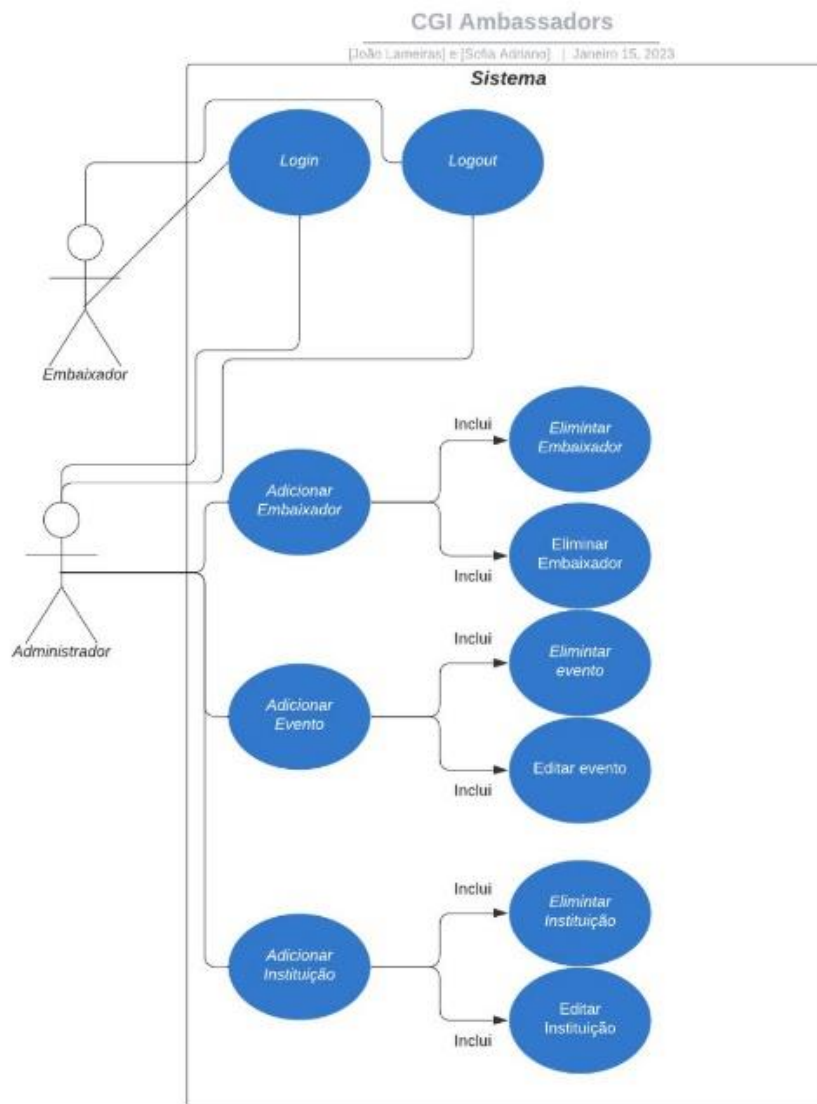 CGI Ambassadors
[João Lameiras] e [Sofia Adriano] | Janeiro 15, 2023
Sistema
Login
Logout
Embaixador
Inclui
Elimintar
Embaixador
Adicionar
Embaixador
Inclui
Eliminar
Embaixador
Administrador
Inclui
Elimintar
evento
Adicionar
Evento
Inclui
Editar evento
Inclui
Elimintar
Instituição
Adicionar
Instituição
Inclui
Editar
Instituição